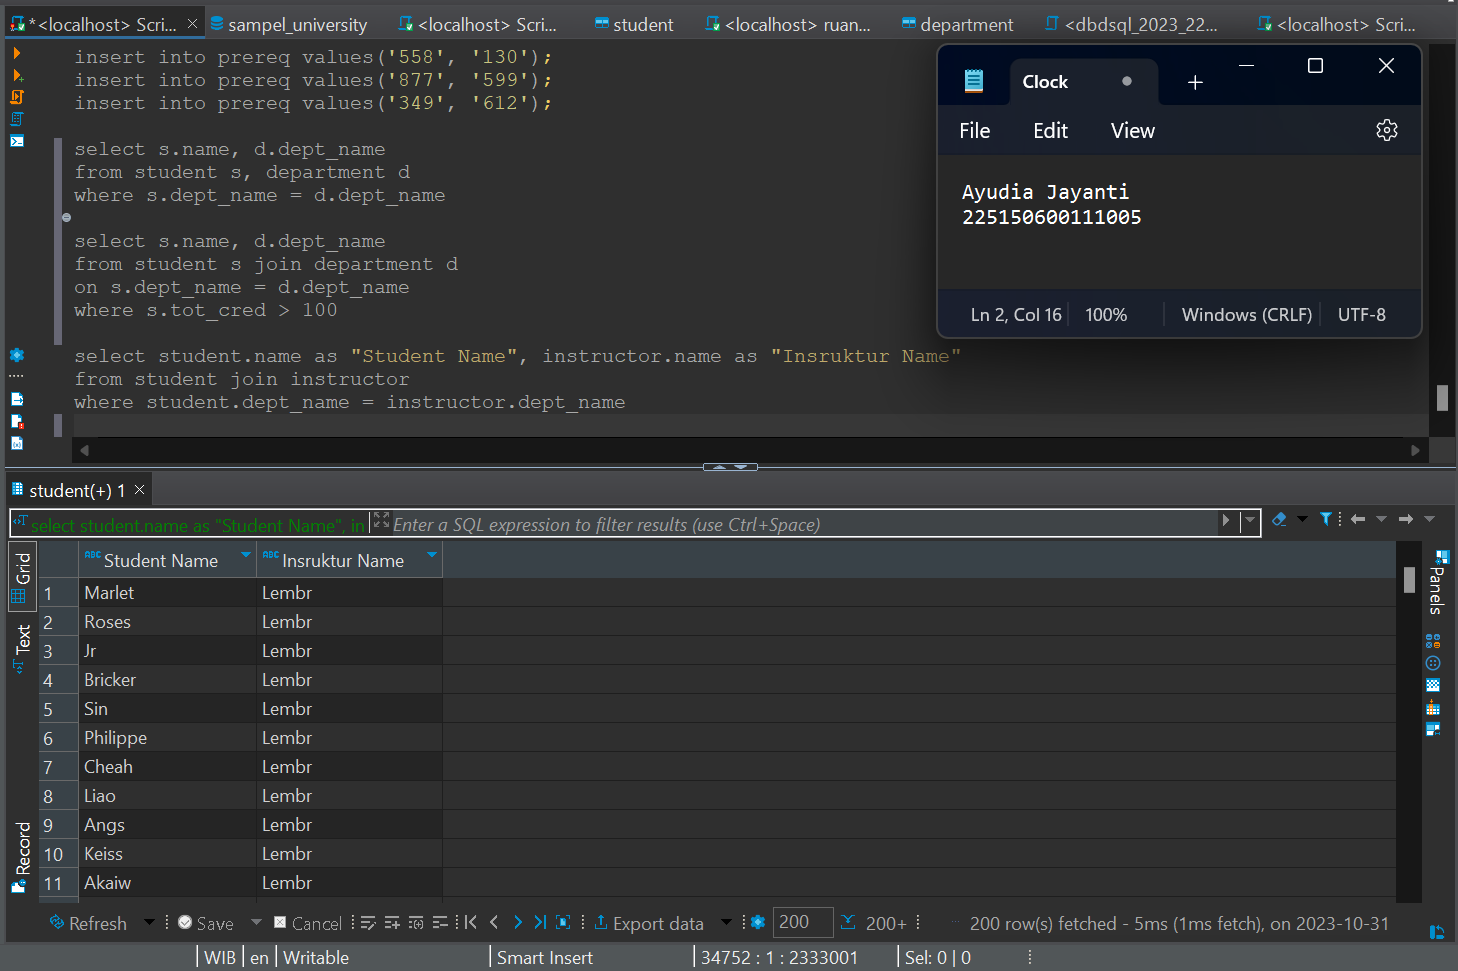 *<localhost> Scri...
sampel_university
<localhost> Scri...
student
<localhost> ruan...
department
<dbdsql_2023_22...
<localhost> Scri...
insert into prereq values('558', '130');
insert into prereq values('877', '599');
insert into prereq values('349', '612');
select s.name, d.dept_name
from student s, department d
where s.dept_name = d.dept_name
select s.name, d.dept_name
from student s join department d
on s.dept_name = d.dept_name
where s.tot_cred > 100
select student.name as "Student Name", instructor.name as "Insruktur Name"
from student join instructor
where student.dept_name = instructor.dept_name
Clock
File Edit View
Ayudia Jayanti
225150600111005
Ln 2, Col 16 100% Windows (CRLF) UTF-8
student(+) 1
select student.name as "Student Name", in
Enter a SQL expression to filter results (use Ctrl+Space)
Grid
Text
Record
Panels
ABC Student Name ABC Insruktur Name
1 Marlet Lembr
2 Roses Lembr
3 Jr Lembr
4 Bricker Lembr
5 Sin Lembr
6 Philippe Lembr
7 Cheah Lembr
8 Liao Lembr
9 Angs Lembr
10 Keiss Lembr
11 Akaiw Lembr
Refresh Save Cancel Export data 200 200+ 200 row(s) fetched - 5ms (1ms fetch), on 2023-10-31
WIB en Writable Smart Insert 34752 : 1 : 2333001 Sel: 0 | 0